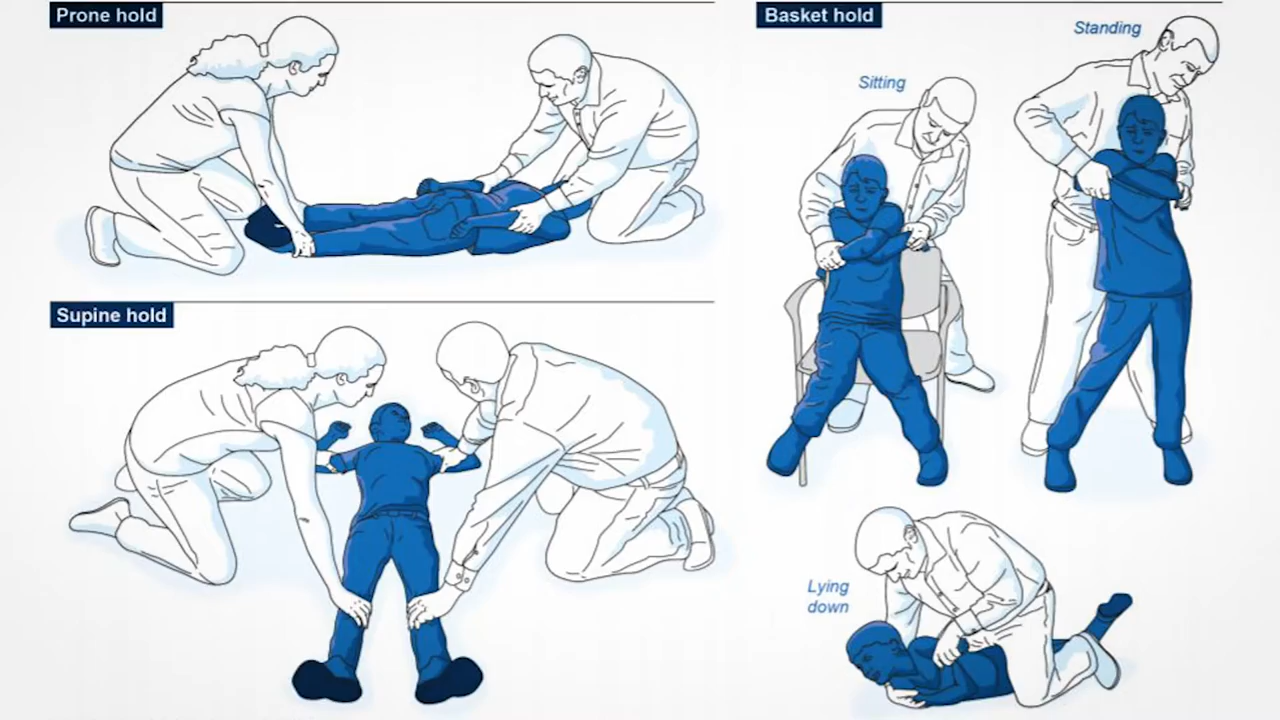 Prone hold
Supine hold
Basket hold
Sitting
Standing
Lying
down